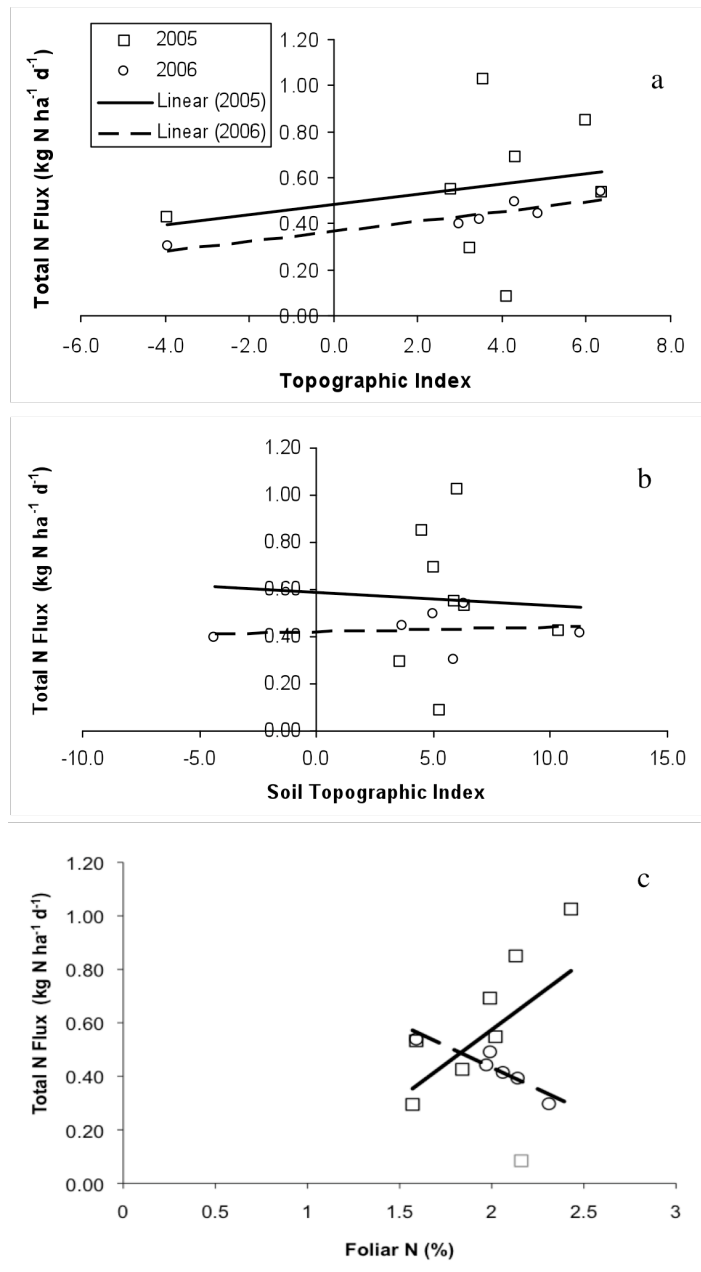 2005
2006
Linear (2005)
Linear (2006)
a
Total N Flux (kg N ha⁻¹ d⁻¹)
1.20
1.00
0.80
0.60
0.40
0.20
0.00
-6.0 -4.0 -2.0 0.0 2.0 4.0 6.0 8.0
Topographic Index
b
Total N Flux (kg N ha⁻¹ d⁻¹)
1.20
1.00
0.80
0.60
0.40
0.20
0.00
-10.0 -5.0 0.0 5.0 10.0 15.0
Soil Topographic Index
c
Total N Flux (kg N ha⁻¹ d⁻¹)
1.20
1.00
0.80
0.60
0.40
0.20
0.00
0 0.5 1 1.5 2 2.5 3
Foliar N (%)